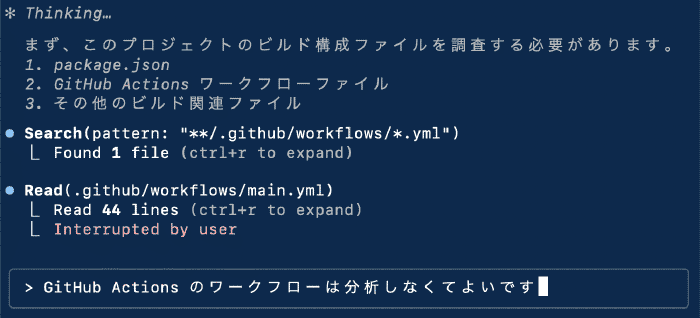 * Thinking…
まず、このプロジェクトのビルド構成ファイルを調査する必要があります。
1. package.json
2. GitHub Actions ワークフローファイル
3. その他のビルド関連ファイル
● Search(pattern: "**/.github/workflows/*.yml")
⎿ Found 1 file (ctrl+r to expand)
● Read(.github/workflows/main.yml)
⎿ Read 44 lines (ctrl+r to expand)
⎿ Interrupted by user
> GitHub Actions のワークフローは分析しなくてよいです